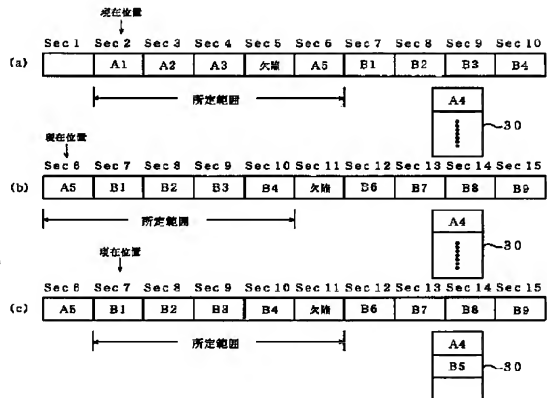 現在位置
Sec 1 Sec 2 Sec 3 Sec 4 Sec 5 Sec 6 Sec 7 Sec 8 Sec 9 Sec 10
(a) A1 A2 A3 欠陥 A5 B1 B2 B3 B4
所定範囲
A4
30
現在位置
Sec 6 Sec 7 Sec 8 Sec 9 Sec 10 Sec 11 Sec 12 Sec 13 Sec 14 Sec 15
(b) A5 B1 B2 B3 B4 欠陥 B6 B7 B8 B9
所定範囲
A4
30
現在位置
Sec 6 Sec 7 Sec 8 Sec 9 Sec 10 Sec 11 Sec 12 Sec 13 Sec 14 Sec 15
(c) A5 B1 B2 B3 B4 欠陥 B6 B7 B8 B9
所定範囲
A4
B5
30